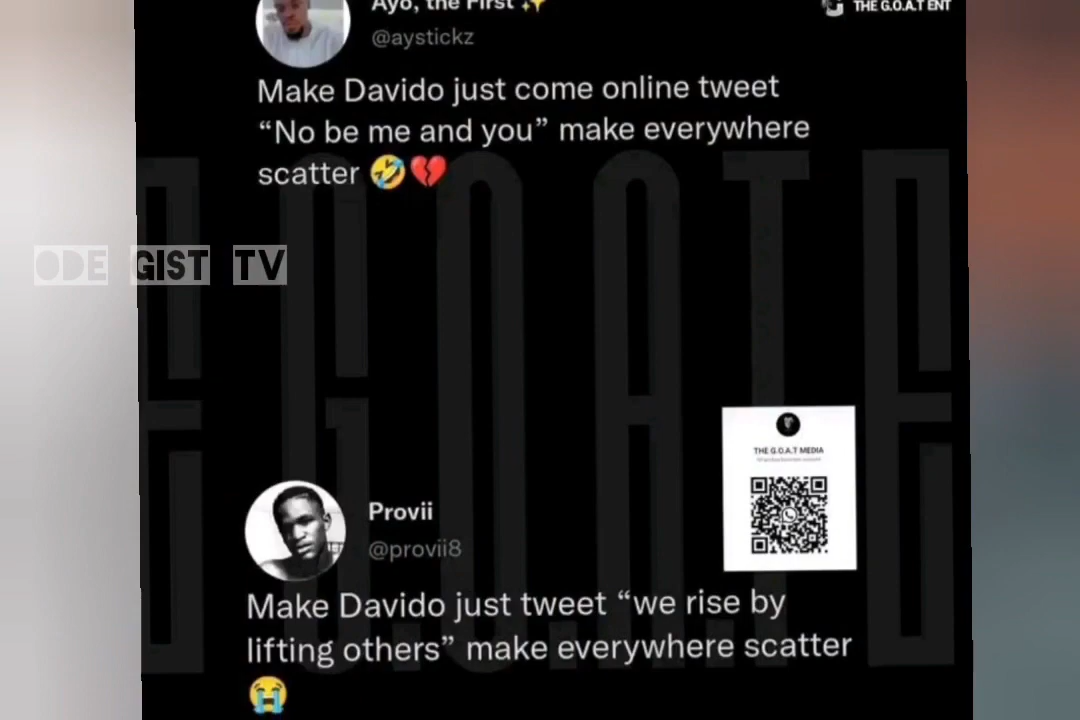 Ayo, the First ✨
THE G.O.A.T ENT
@aystickz
Make Davido just come online tweet
“No be me and you” make everywhere
scatter 🤣💔
ODE GIST TV
E G.O.A.T E
THE G.O.A.T MEDIA
Provii
@provii8
Make Davido just tweet “we rise by
lifting others” make everywhere scatter
😭